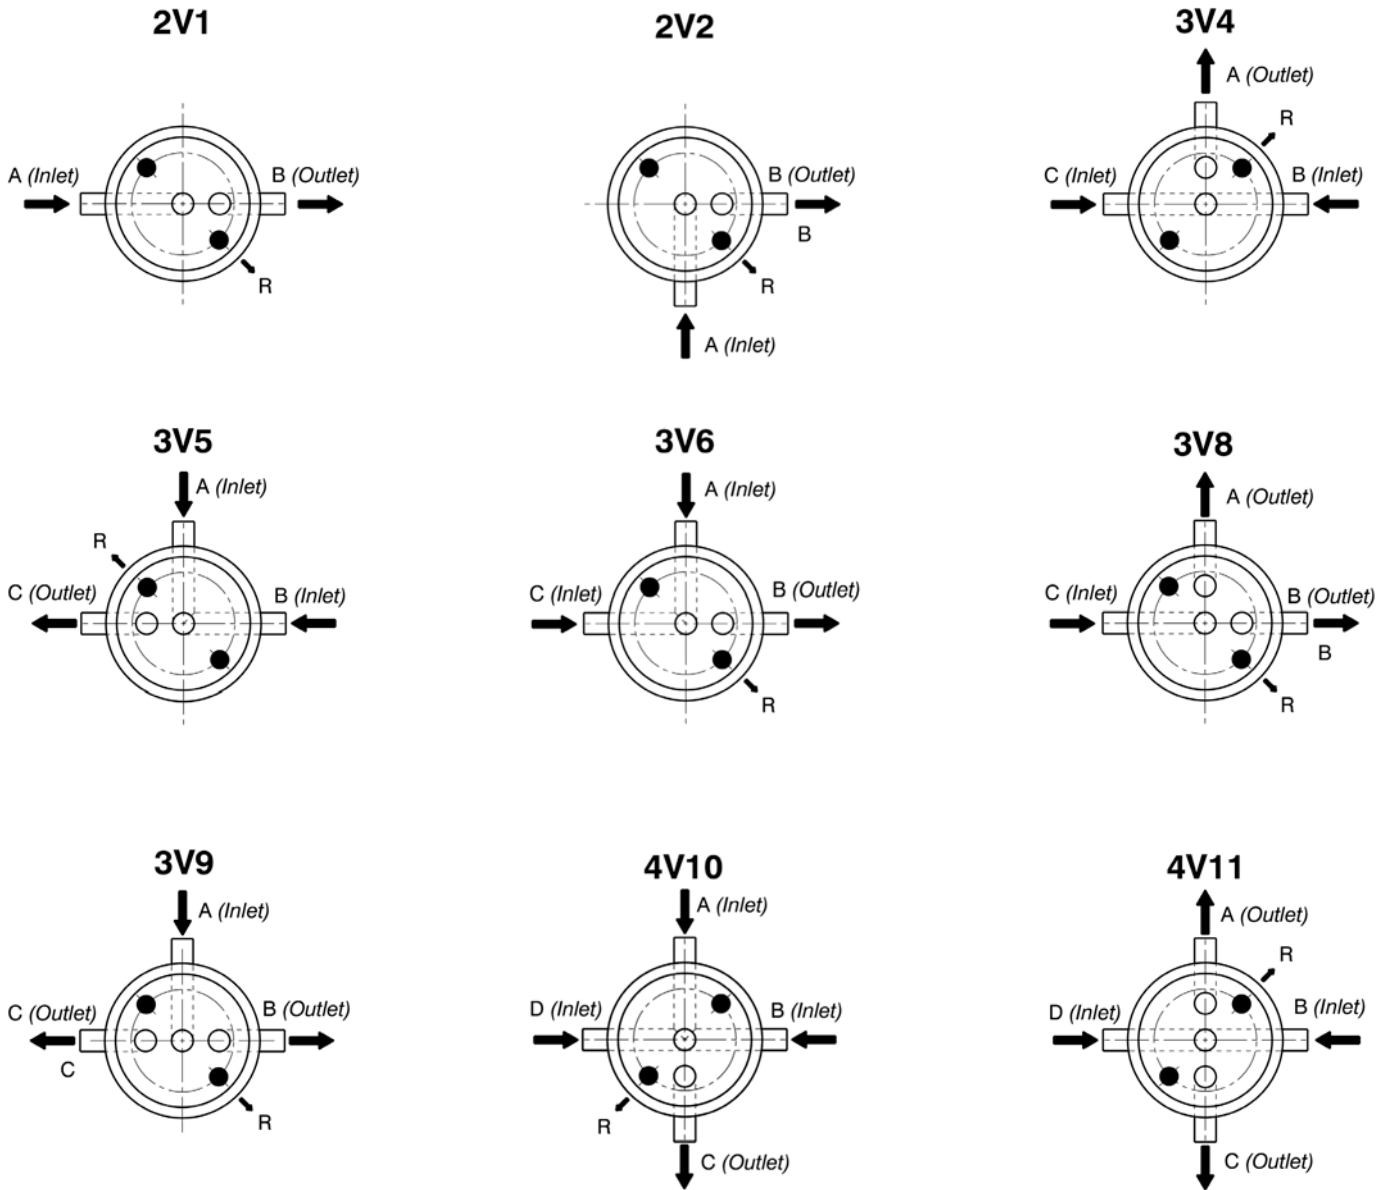 2V1
2V2
3V4
A (Outlet)
R
A (Inlet)
B (Outlet)
R
B (Outlet)
B
R
A (Inlet)
C (Inlet)
B (Inlet)
3V5
3V6
3V8
A (Inlet)
R
C (Outlet)
B (Inlet)
A (Inlet)
C (Inlet)
B (Outlet)
R
A (Outlet)
C (Inlet)
B (Outlet)
B
R
3V9
4V10
4V11
A (Inlet)
C (Outlet)
C
B (Outlet)
R
A (Inlet)
D (Inlet)
B (Inlet)
R
C (Outlet)
A (Outlet)
R
D (Inlet)
B (Inlet)
C (Outlet)